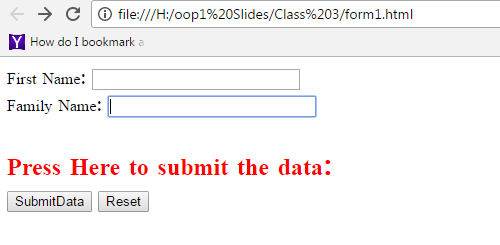 file:///H:/oop1%20Slides/Class%203/form1.html
How do I bookmark a
First Name:
Family Name:
Press Here to submit the data:
SubmitData Reset